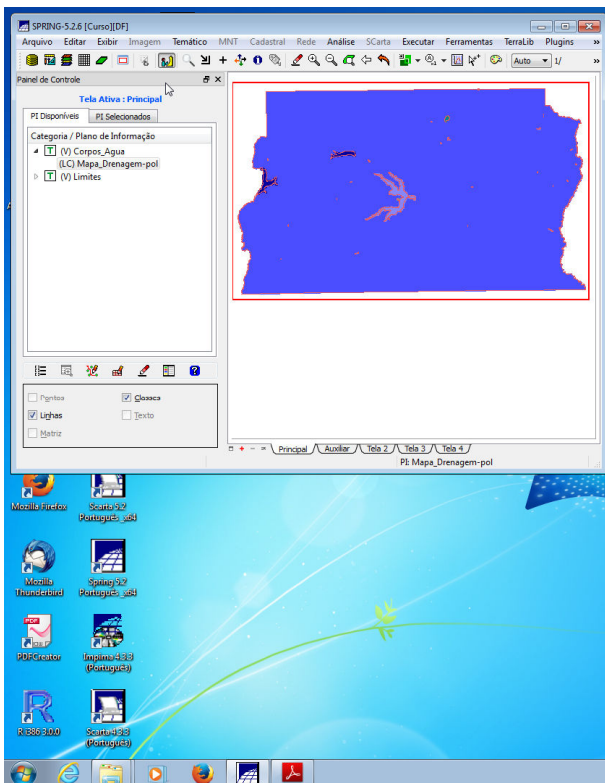 SPRING-5.2.6 [Curso][DF]
Arquivo Editar Exibir Imagem Temático MNT Cadastral Rede Análise SCarta Executar Ferramentas TerraLib Plugins »
Auto 1/ »
Painel de Controle
Tela Ativa : Principal
PI Disponíveis PI Selecionados
Categoria / Plano de Informação
T (V) Corpos_Agua
(LC) Mapa_Drenagem-pol
T (V) Limites
Pontos Classes
Linhas Texto
Matriz
Principal Auxiliar Tela 2 Tela 3 Tela 4
PI: Mapa_Drenagem-pol
Mozilla Firefox
Scarta 5.2
Português_x64
Mozilla
Thunderbird
Spring 5.2
Português_x64
PDF
PDFCreator
Impima 4.3.3
(Português)
R
R i386 3.0.0
Scarta 4.3.3
(Português)